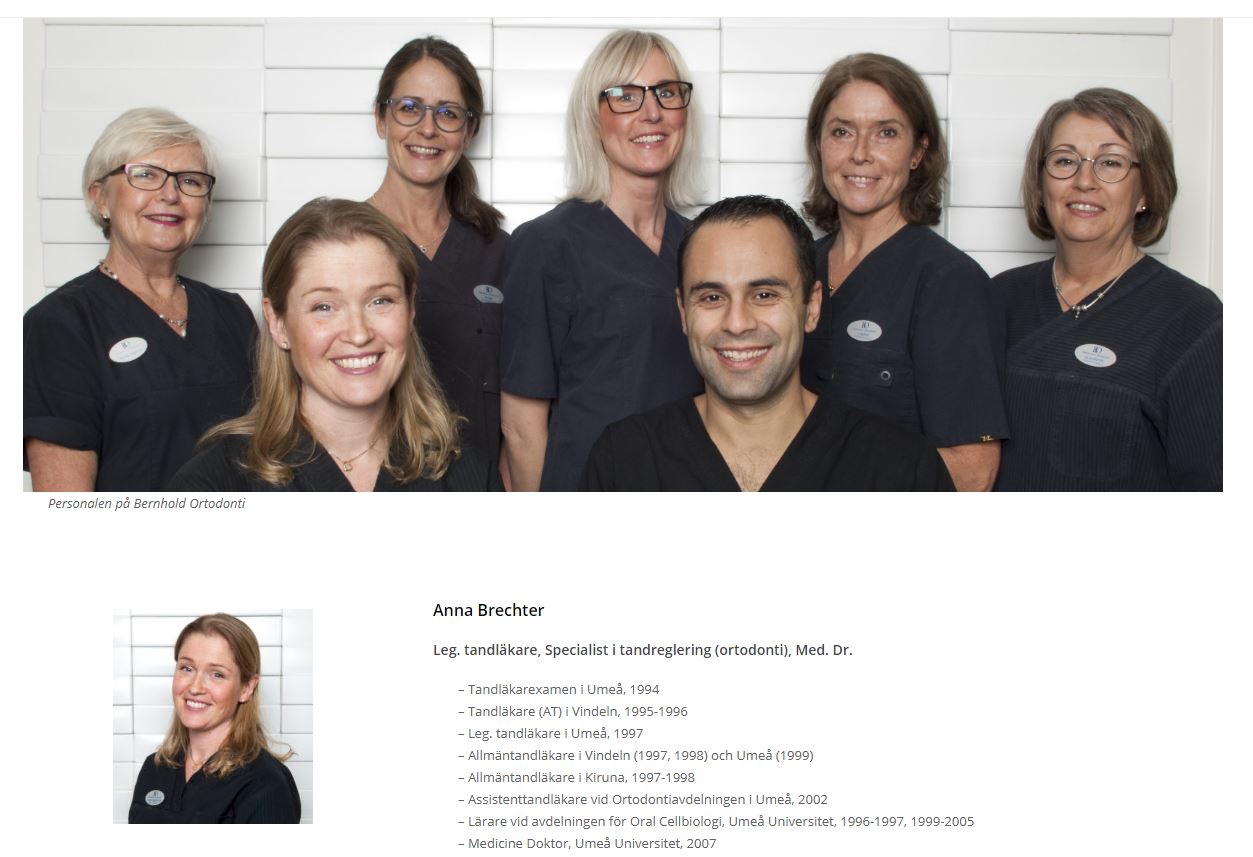 Personalen på Bernhold Ortodonti
Anna Brechter
Leg. tandläkare, Specialist i tandreglering (ortodonti), Med. Dr.
– Tandläkarexamen i Umeå, 1994
– Tandläkare (AT) i Vindeln, 1995-1996
– Leg. tandläkare i Umeå, 1997
– Allmäntandläkare i Vindeln (1997, 1998) och Umeå (1999)
– Allmäntandläkare i Kiruna, 1997-1998
– Assistenttandläkare vid Ortodontiavdelningen i Umeå, 2002
– Lärare vid avdelningen för Oral Cellbiologi, Umeå Universitet, 1996-1997, 1999-2005
– Medicine Doktor, Umeå Universitet, 2007